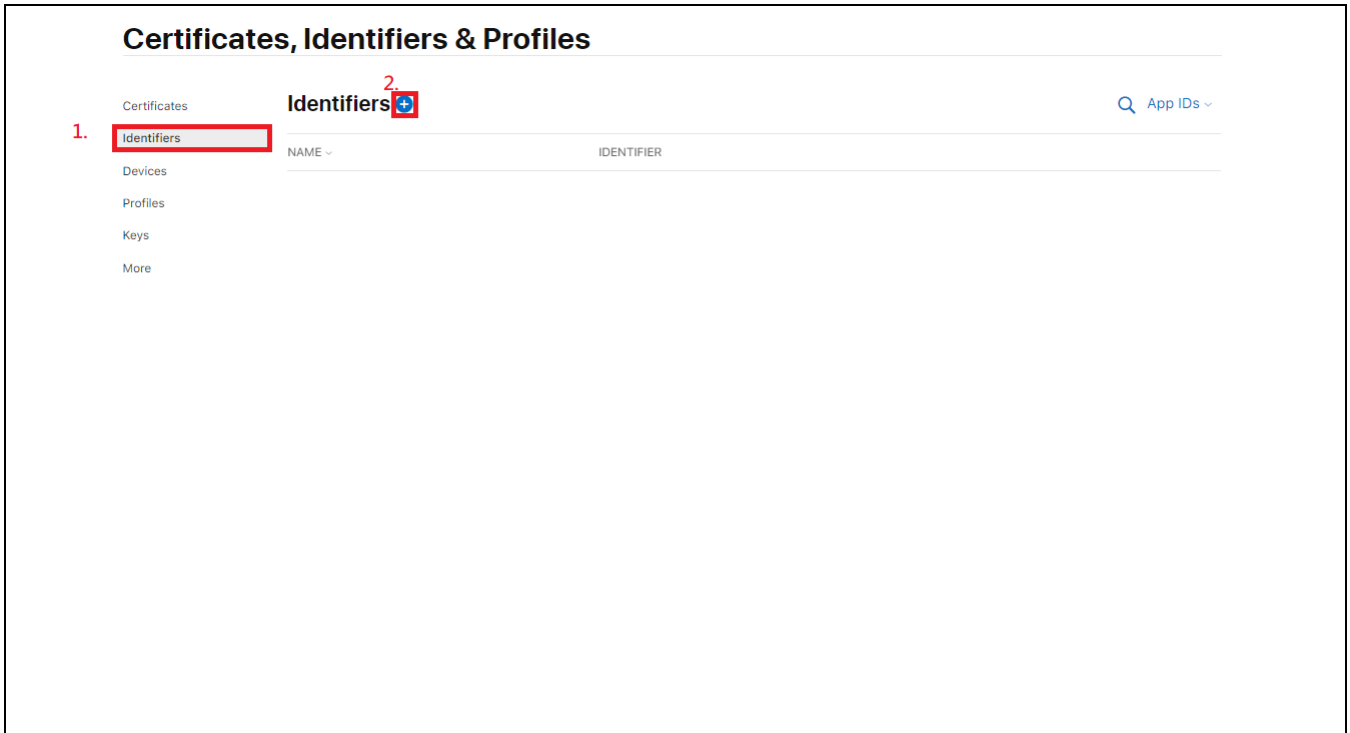 Certificates, Identifiers & Profiles
2.
Certificates
Identifiers
App IDs
1.
Identifiers
NAME
IDENTIFIER
Devices
Profiles
Keys
More